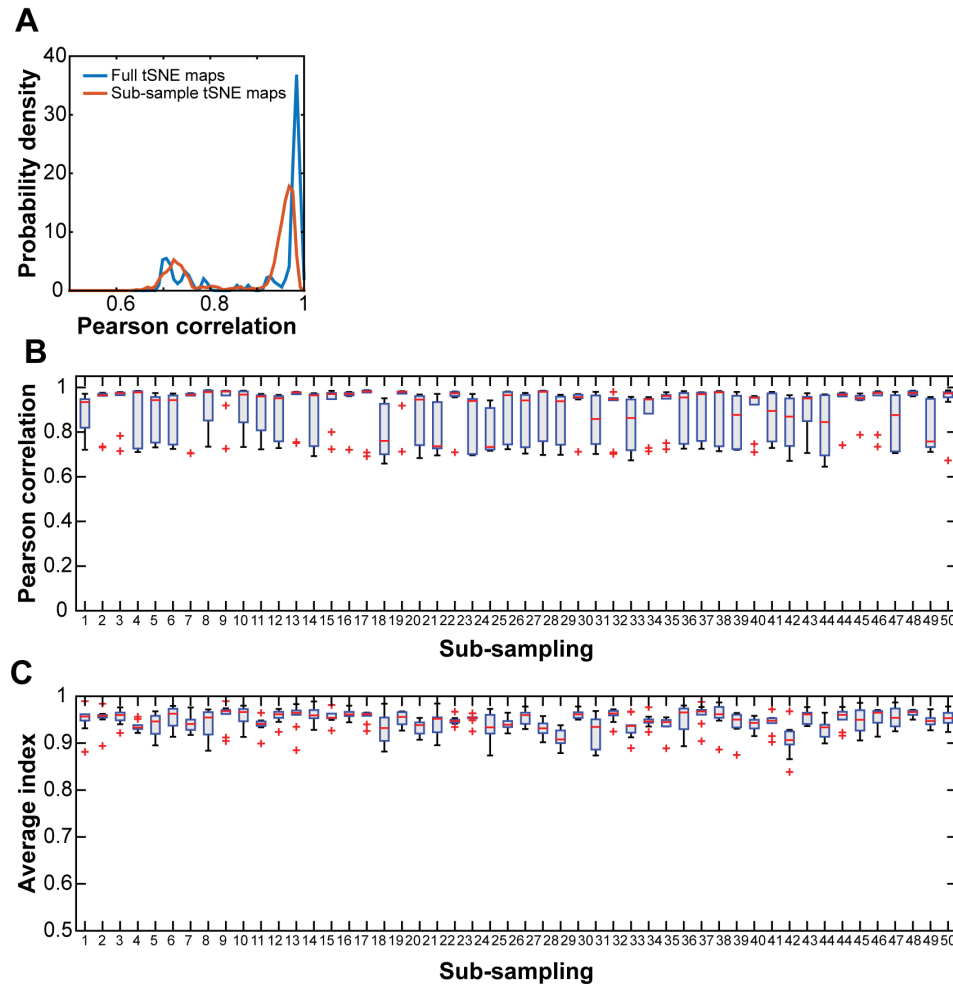 A
40
30
20
10
0
Probability density
Full tSNE maps
Sub-sample tSNE maps
0.6 0.8 1
Pearson correlation
B
1
0.8
0.6
0.4
0.2
0
Pearson correlation
1 2 3 4 5 6 7 8 9 10 11 12 13 14 15 16 17 18 19 20 21 22 23 24 25 26 27 28 29 30 31 32 33 34 35 36 37 38 39 40 41 42 43 44 44 45 46 47 48 49 50
Sub-sampling
C
1
0.9
0.8
0.7
0.6
0.5
Average index
1 2 3 4 5 6 7 8 9 10 11 12 13 14 15 16 17 18 19 20 21 22 23 24 25 26 27 28 29 30 31 32 33 34 35 36 37 38 39 40 41 42 43 44 44 45 46 47 48 49 50
Sub-sampling